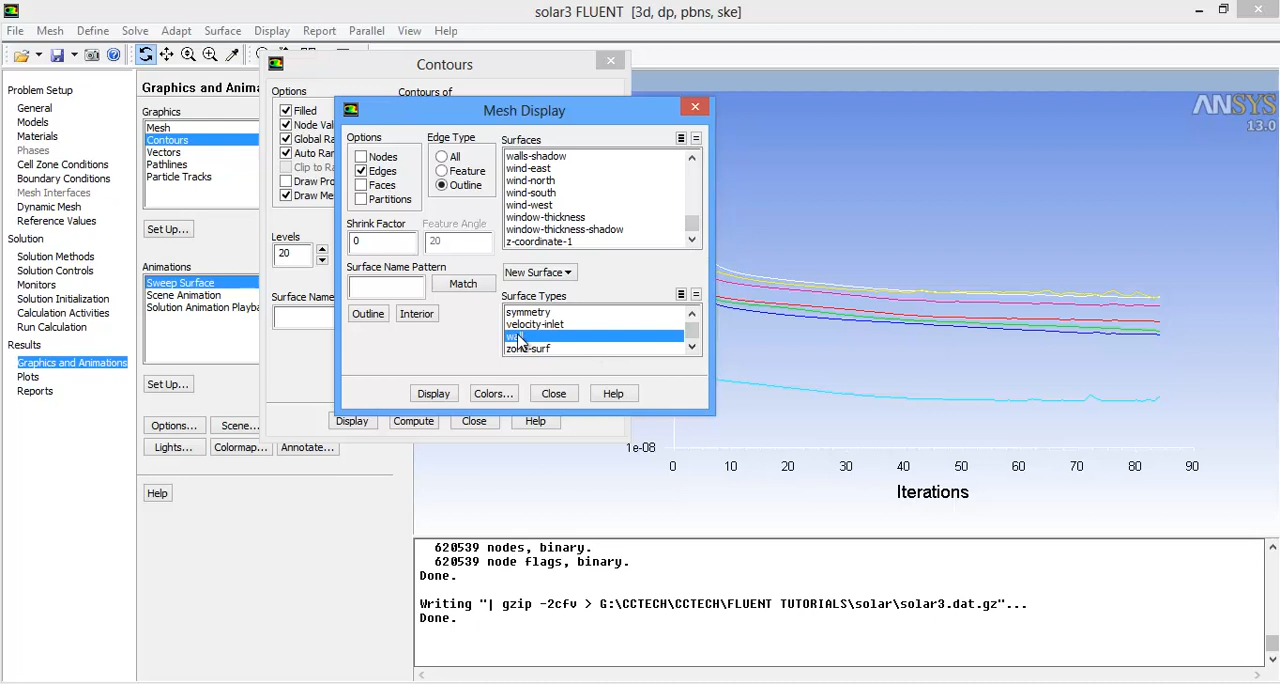 solar3 FLUENT [3d, dp, pbns, ske]
File Mesh Define Solve Adapt Surface Display Report Parallel View Help
Problem Setup
General
Models
Materials
Phases
Cell Zone Conditions
Boundary Conditions
Mesh Interfaces
Dynamic Mesh
Reference Values
Solution
Solution Methods
Solution Controls
Monitors
Solution Initialization
Calculation Activities
Run Calculation
Results
Graphics and Animations
Plots
Reports
Graphics and Anima
Graphics
Mesh
Contours
Vectors
Pathlines
Particle Tracks
Set Up...
Animations
Sweep Surface
Scene Animation
Solution Animation Playba
Set Up...
Options... Scene...
Lights... Colormap... Annotate...
Help
Contours
Options
Contours of
Filled
Node Val
Global Ra
Auto Ran
Clip to Ra
Draw Pro
Draw Me
Levels
20
Surface Name
Display Compute Close Help
Mesh Display
Options
Nodes
Edges
Faces
Partitions
Edge Type
All
Feature
Outline
Shrink Factor Feature Angle
0 20
Surface Name Pattern
Match
Outline Interior
Surfaces
walls-shadow
wind-east
wind-north
wind-south
wind-west
window-thickness
window-thickness-shadow
z-coordinate-1
New Surface
Surface Types
symmetry
velocity-inlet
zone-surf
Display Colors... Close Help
ANSYS
13.0
1e-08
0 10 20 30 40 50 60 70 80 90
Iterations
620539 nodes, binary.
620539 node flags, binary.
Done.
Writing "| gzip -2cfv > G:\CCTECH\CCTECH\FLUENT TUTORIALS\solar\solar3.dat.gz"...
Done.